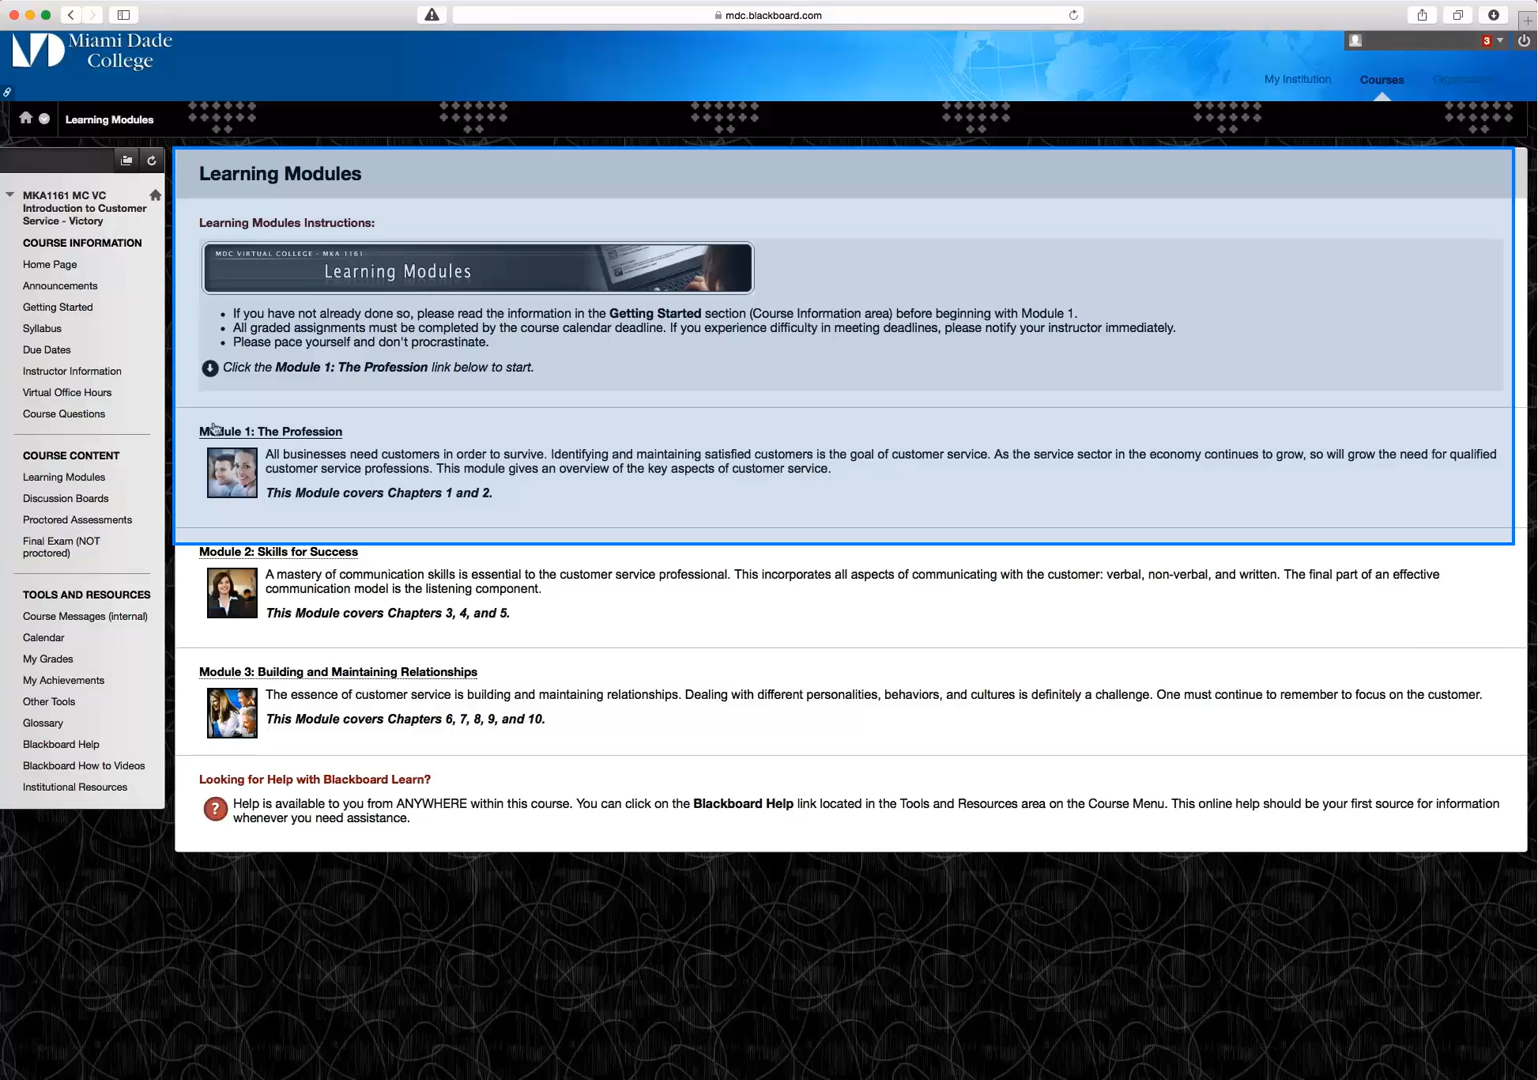 mdc.blackboard.com
Miami Dade
College
3
My Institution
Courses
Learning Modules
MKA1161 MC VC
Introduction to Customer
Service - Victory
COURSE INFORMATION
Home Page
Announcements
Getting Started
Syllabus
Due Dates
Instructor Information
Virtual Office Hours
Course Questions
COURSE CONTENT
Learning Modules
Discussion Boards
Proctored Assessments
Final Exam (NOT
proctored)
TOOLS AND RESOURCES
Course Messages (internal)
Calendar
My Grades
My Achievements
Other Tools
Glossary
Blackboard Help
Blackboard How to Videos
Institutional Resources
Learning Modules
Learning Modules Instructions:
MDC VIRTUAL COLLEGE - MKA 1161
Learning Modules
• If you have not already done so, please read the information in the Getting Started section (Course Information area) before beginning with Module 1.
• All graded assignments must be completed by the course calendar deadline. If you experience difficulty in meeting deadlines, please notify your instructor immediately.
• Please pace yourself and don't procrastinate.
Click the Module 1: The Profession link below to start.
Module 1: The Profession
All businesses need customers in order to survive. Identifying and maintaining satisfied customers is the goal of customer service. As the service sector in the economy continues to grow, so will grow the need for qualified
customer service professions. This module gives an overview of the key aspects of customer service.
This Module covers Chapters 1 and 2.
Module 2: Skills for Success
A mastery of communication skills is essential to the customer service professional. This incorporates all aspects of communicating with the customer: verbal, non-verbal, and written. The final part of an effective
communication model is the listening component.
This Module covers Chapters 3, 4, and 5.
Module 3: Building and Maintaining Relationships
The essence of customer service is building and maintaining relationships. Dealing with different personalities, behaviors, and cultures is definitely a challenge. One must continue to remember to focus on the customer.
This Module covers Chapters 6, 7, 8, 9, and 10.
Looking for Help with Blackboard Learn?
? Help is available to you from ANYWHERE within this course. You can click on the Blackboard Help link located in the Tools and Resources area on the Course Menu. This online help should be your first source for information
whenever you need assistance.